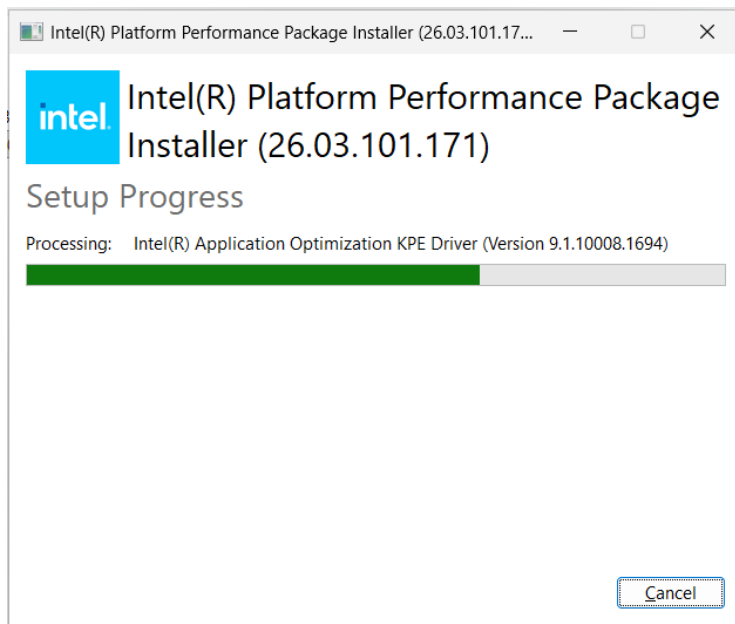 Intel(R) Platform Performance Package Installer (26.03.101.17...
intel.
Intel(R) Platform Performance Package
Installer (26.03.101.171)
Setup Progress
Processing: Intel(R) Application Optimization KPE Driver (Version 9.1.10008.1694)
Cancel